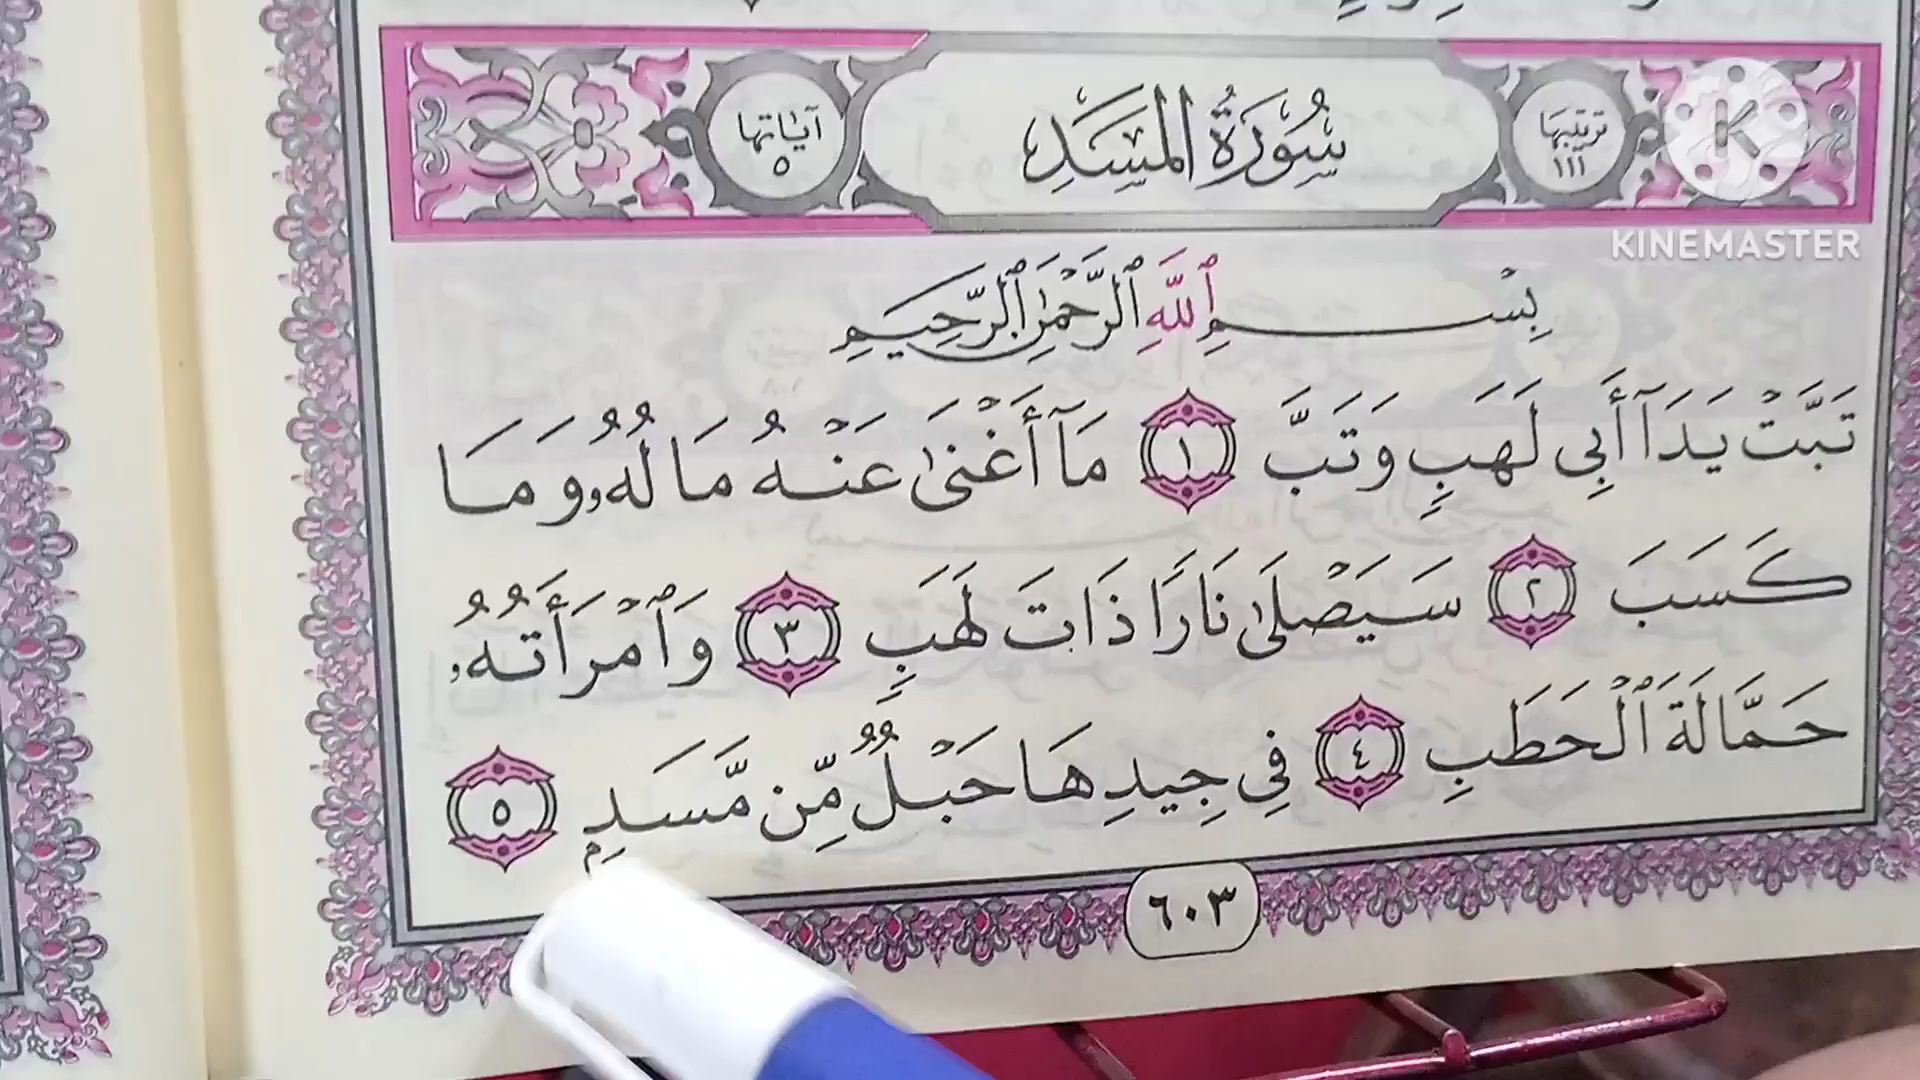 ترتيبها ١١١
سُورَةُ المَسَدِ
آياتها ٥
K
KINEMASTER
بِسْمِ ٱللَّهِ ٱلرَّحْمَٰنِ ٱلرَّحِيمِ
تَبَّتْ يَدَآ أَبِى لَهَبٍ وَتَبَّ ١ مَآ أَغْنَىٰ عَنْهُ مَالُهُۥ وَمَا
كَسَبَ ٢ سَيَصْلَىٰ نَارًا ذَاتَ لَهَبٍ ٣ وَٱمْرَأَتُهُۥ
حَمَّالَةَ ٱلْحَطَبِ ٤ فِى جِيدِهَا حَبْلٌ مِّن مَّسَدٍۭ ٥
٦٠٣